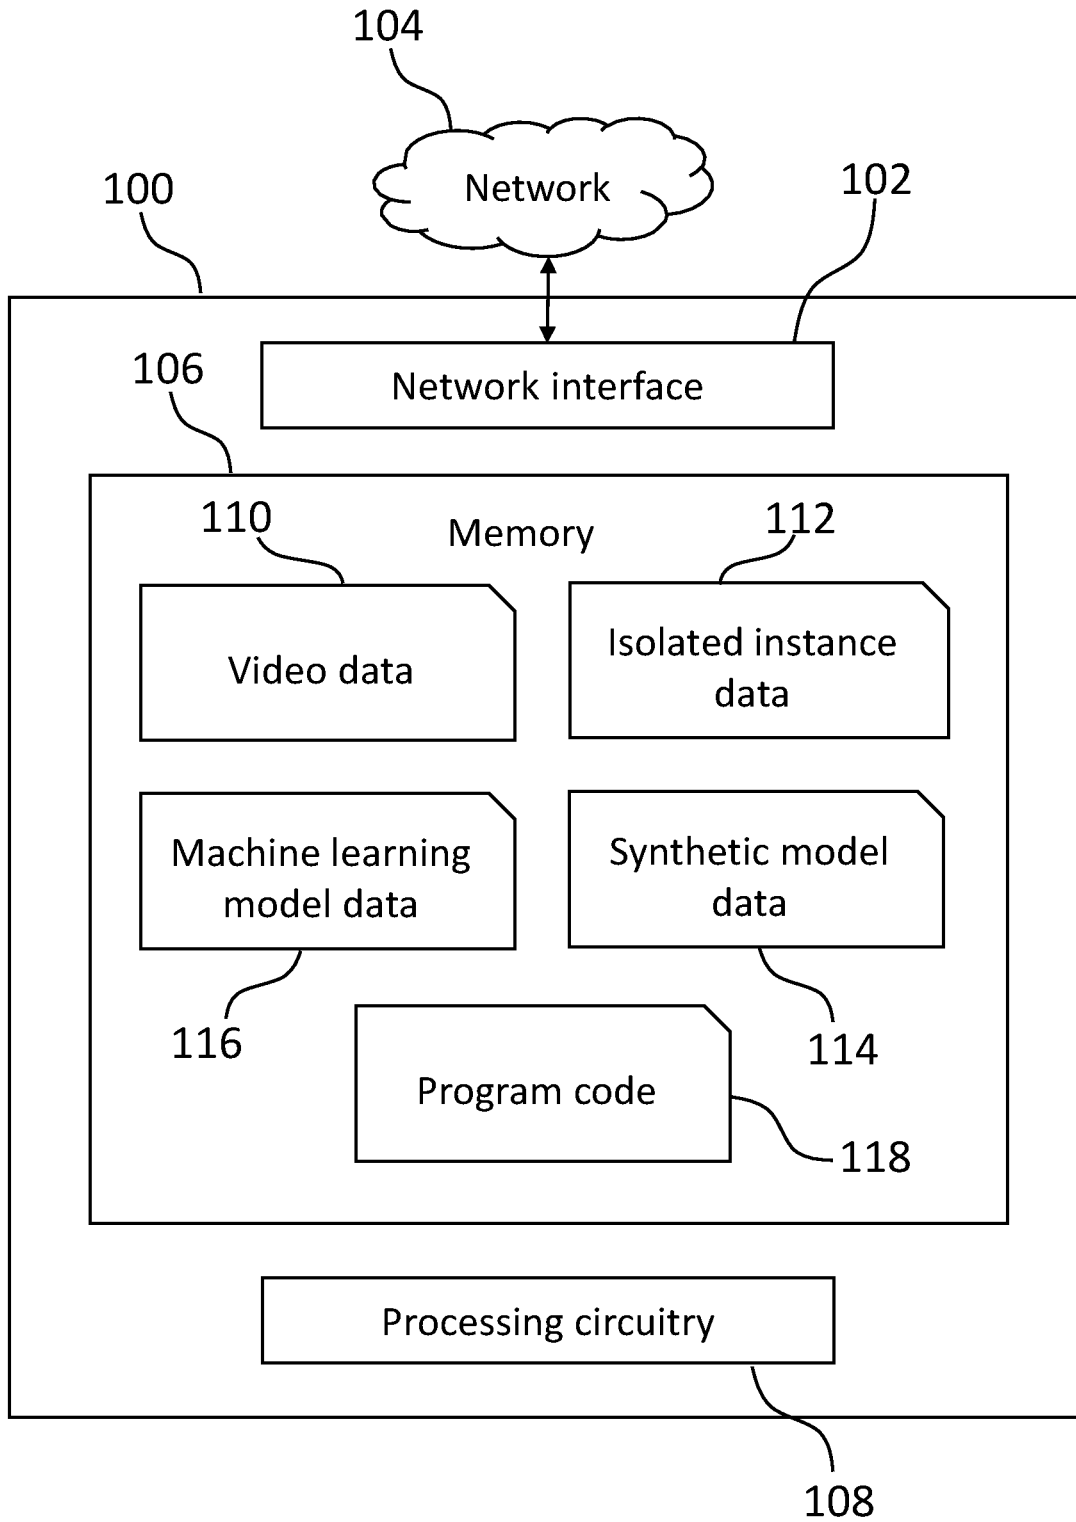 104
Network
100
102
Network interface
106
Memory
110
112
Video data
Isolated instance
data
Machine learning
model data
Synthetic model
data
116
114
Program code
118
Processing circuitry
108